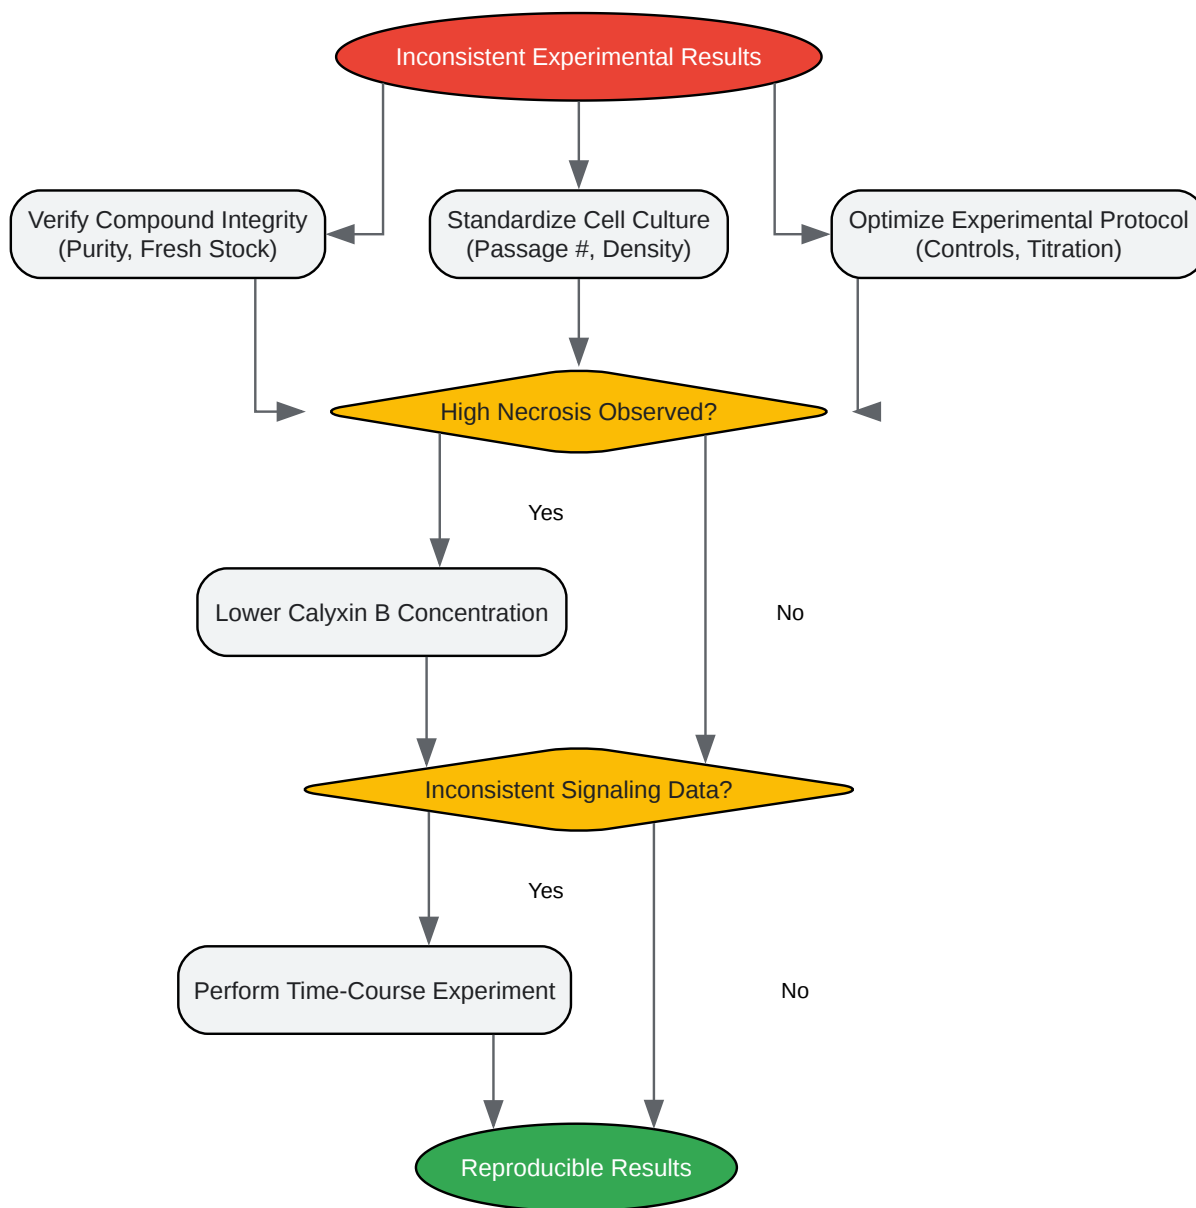 Inconsistent Experimental Results
Verify Compound Integrity
(Purity, Fresh Stock)
Standardize Cell Culture
(Passage #, Density)
Optimize Experimental Protocol
(Controls, Titration)
High Necrosis Observed?
Yes
Lower Calyxin B Concentration
No
Inconsistent Signaling Data?
Yes
Perform Time-Course Experiment
No
Reproducible Results